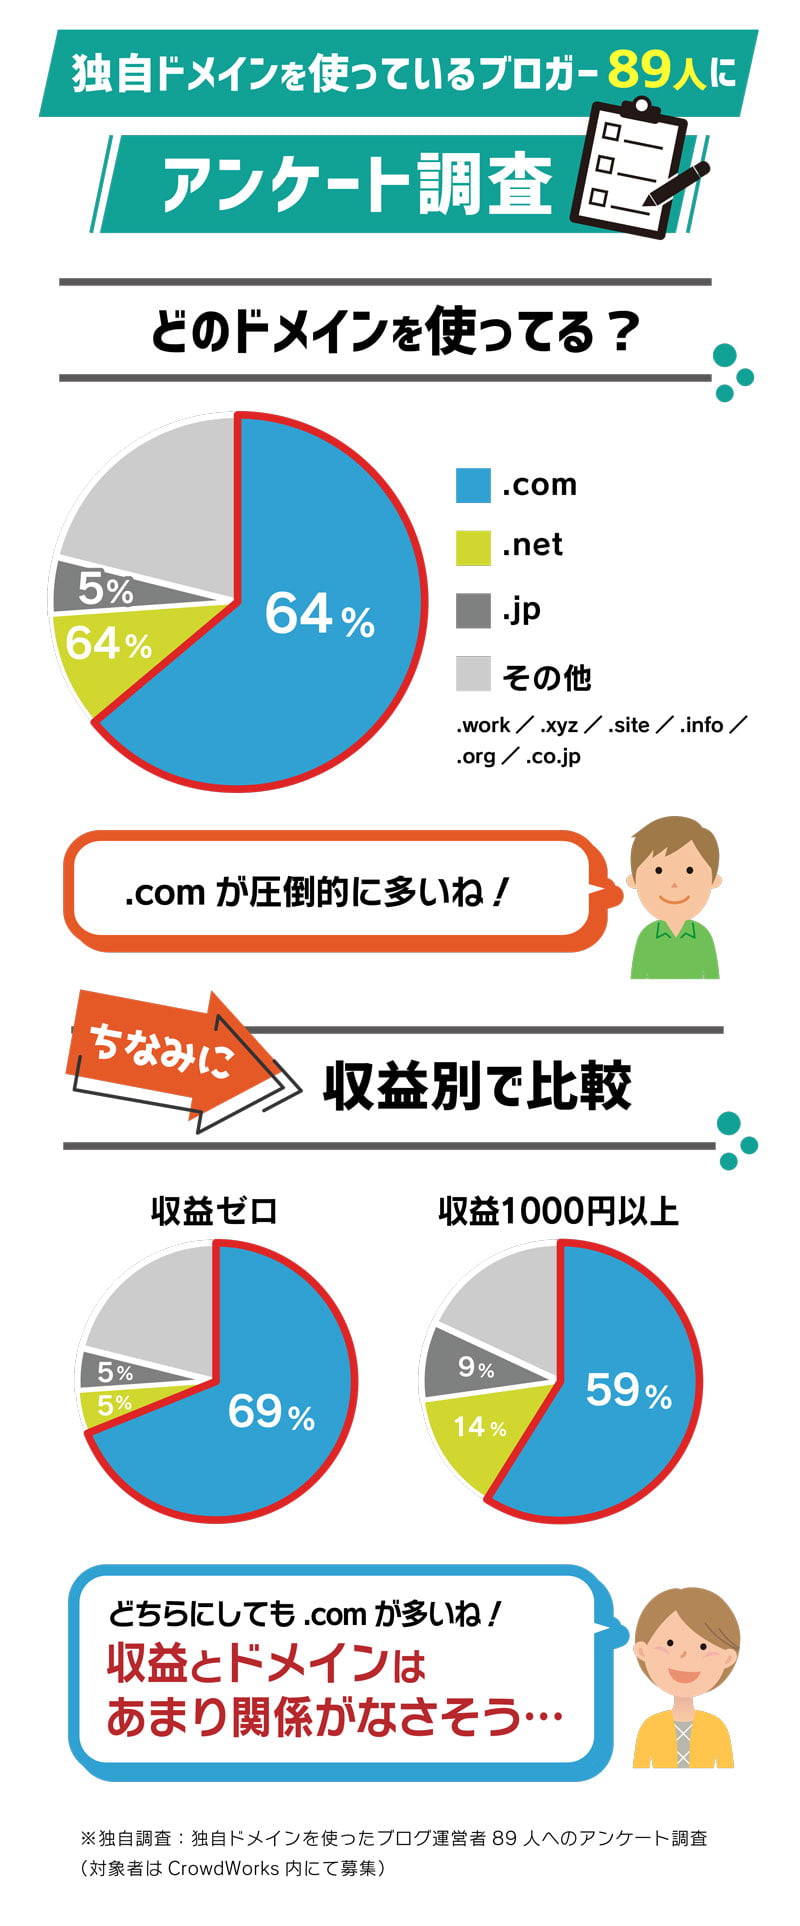 独自ドメインを使っているブロガー89人に
アンケート調査
どのドメインを使ってる？
64%
5%
64%
.com
.net
.jp
その他
.work ／ .xyz ／ .site ／ .info ／
.org ／ .co.jp
.com が圧倒的に多いね！
ちなみに
収益別で比較
収益ゼロ
69%
5%
5%
収益1000円以上
59%
9%
14%
どちらにしても .com が多いね！
収益とドメインは
あまり関係がなさそう…
※独自調査：独自ドメインを使ったブログ運営者 89 人へのアンケート調査
（対象者は CrowdWorks 内にて募集）